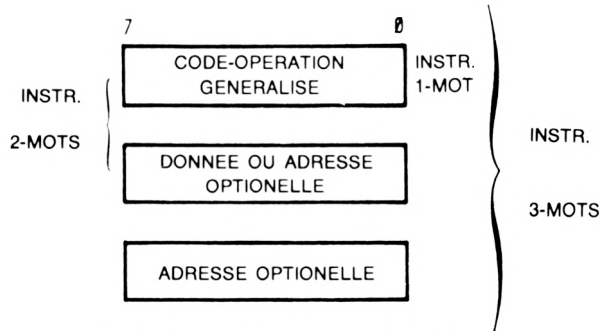 7 0
CODE-OPERATION
GENERALISE
INSTR.
1-MOT
INSTR.
2-MOTS
DONNEE OU ADRESSE
OPTIONELLE
INSTR.
3-MOTS
ADRESSE OPTIONELLE